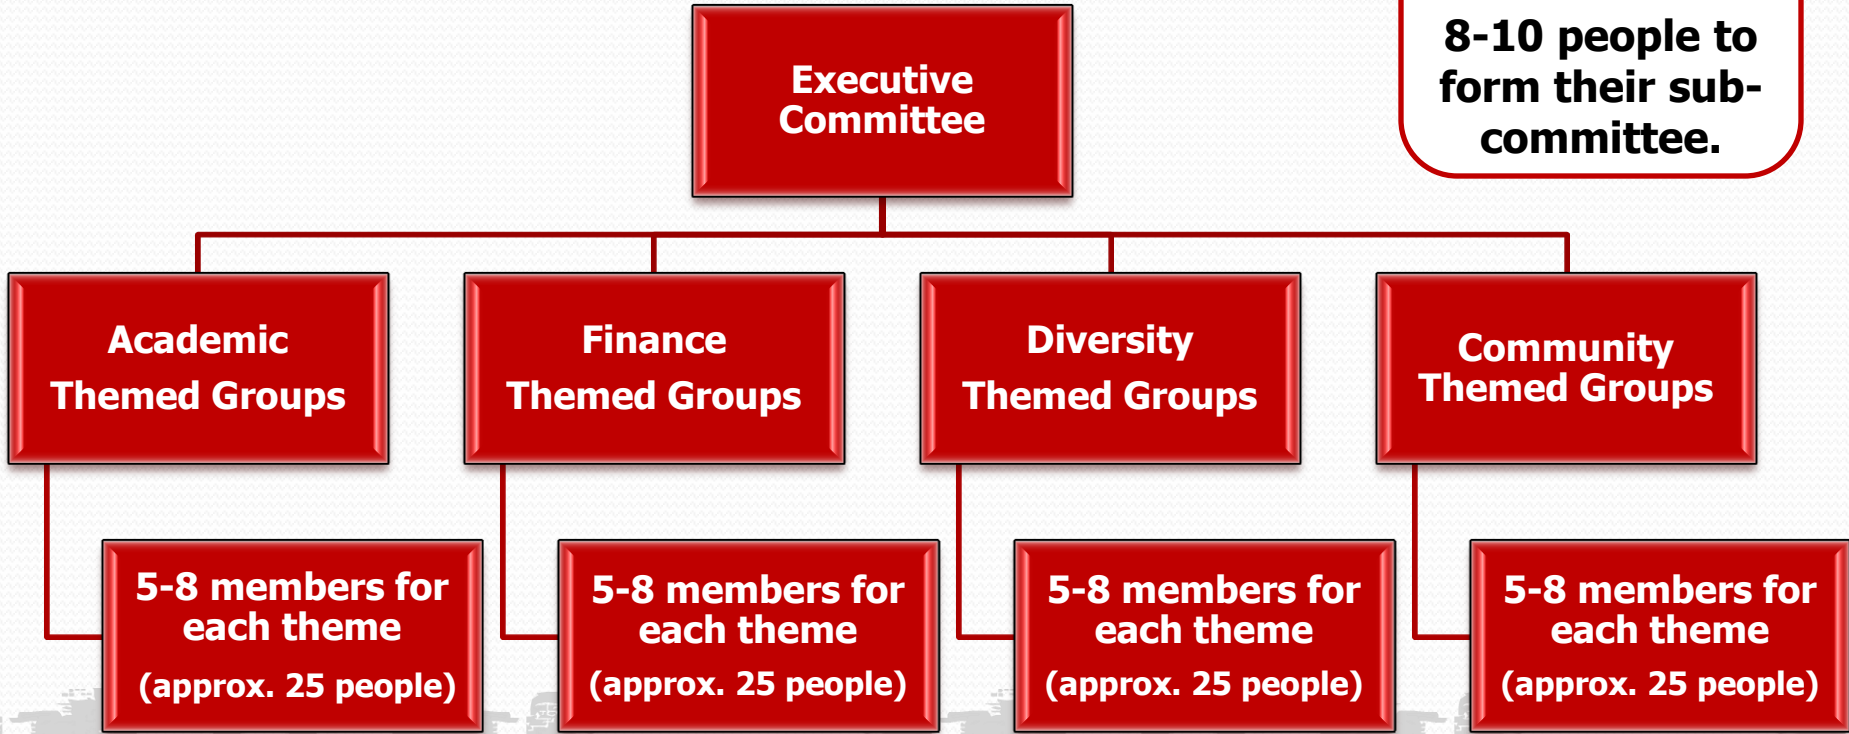 8-10 people to
form their sub-
committee.
Executive
Committee
Academic
Themed Groups
Finance
Themed Groups
Diversity
Themed Groups
Community
Themed Groups
5-8 members for
each theme
(approx. 25 people)
5-8 members for
each theme
(approx. 25 people)
5-8 members for
each theme
(approx. 25 people)
5-8 members for
each theme
(approx. 25 people)